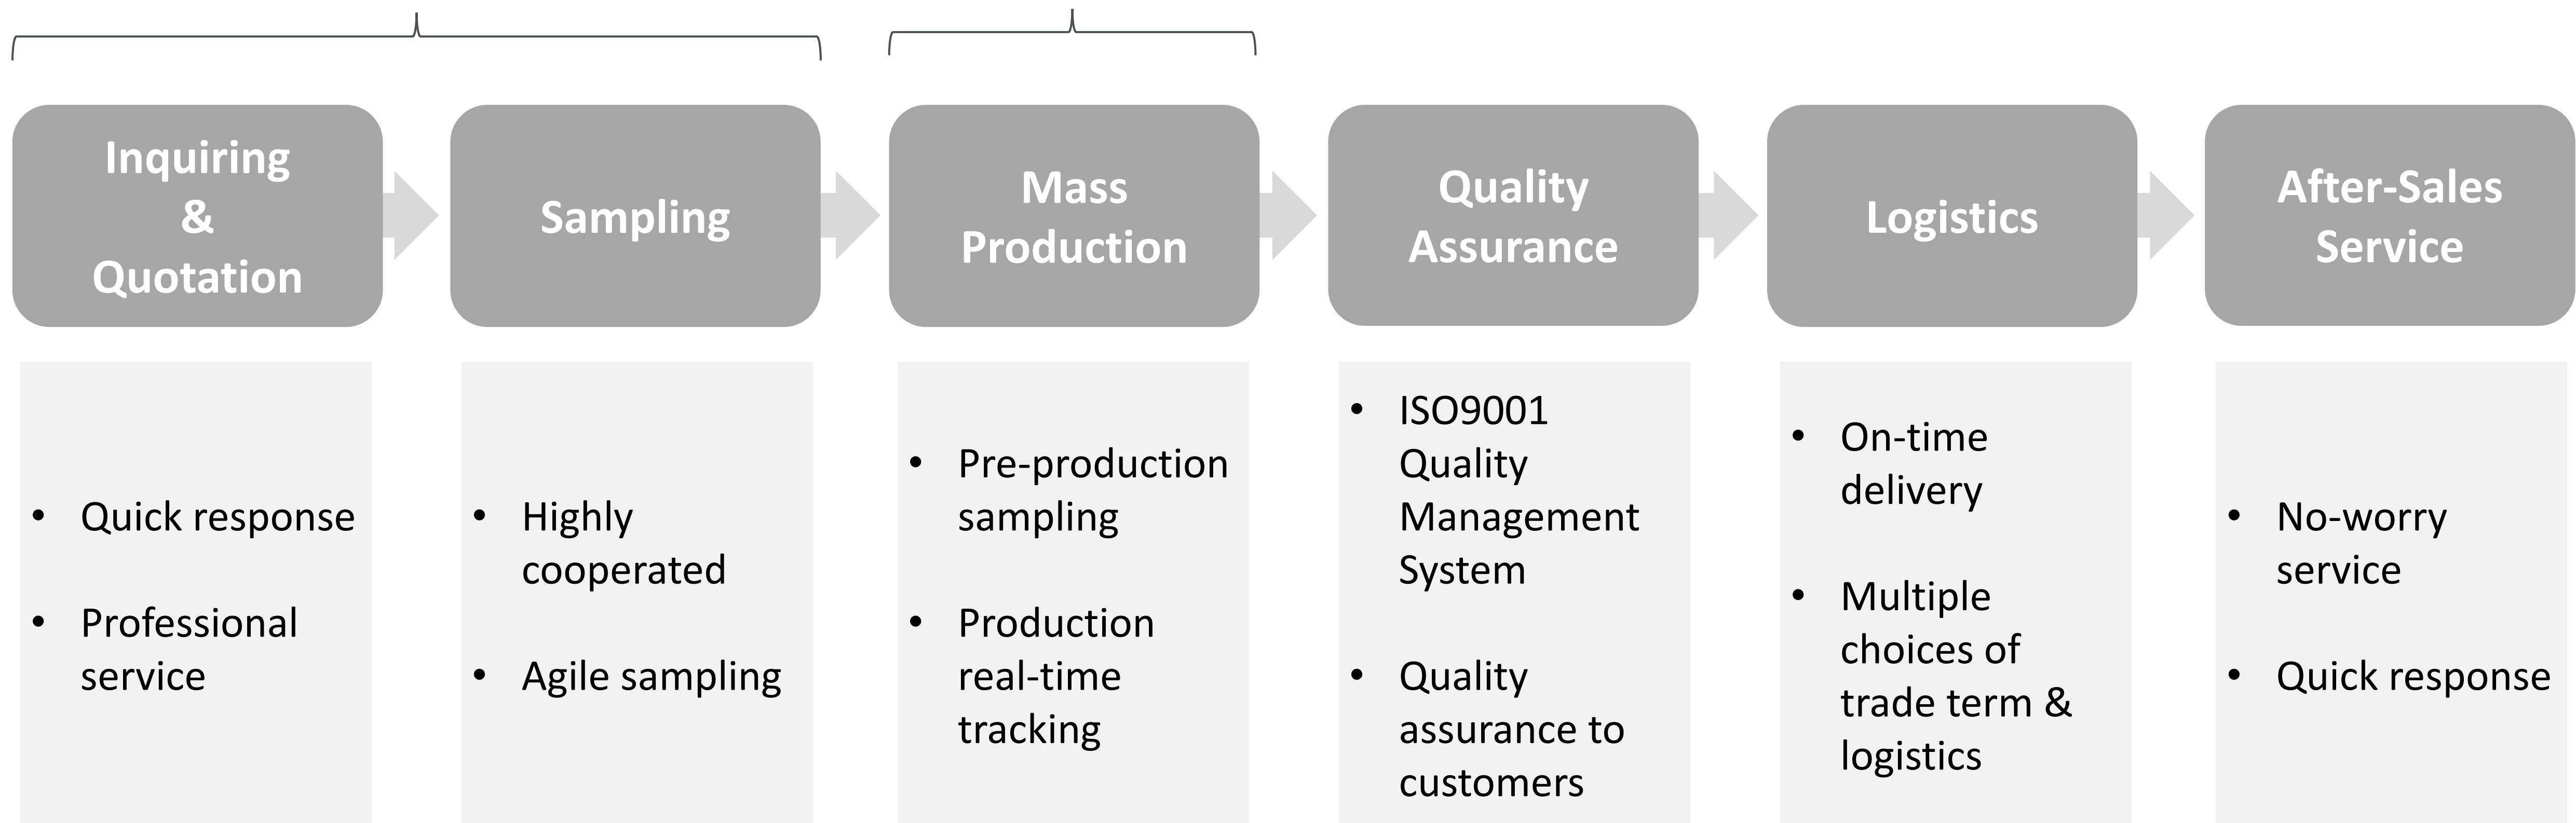 Inquiring
&
Quotation
Sampling
Mass
Production
Quality
Assurance
Logistics
After-Sales
Service
• Quick response
• Professional
service
• Highly
cooperated
• Agile sampling
• Pre-production
sampling
• Production
real-time
tracking
• ISO9001
Quality
Management
System
• Quality
assurance to
customers
• On-time
delivery
• Multiple
choices of
trade term &
logistics
• No-worry
service
• Quick response